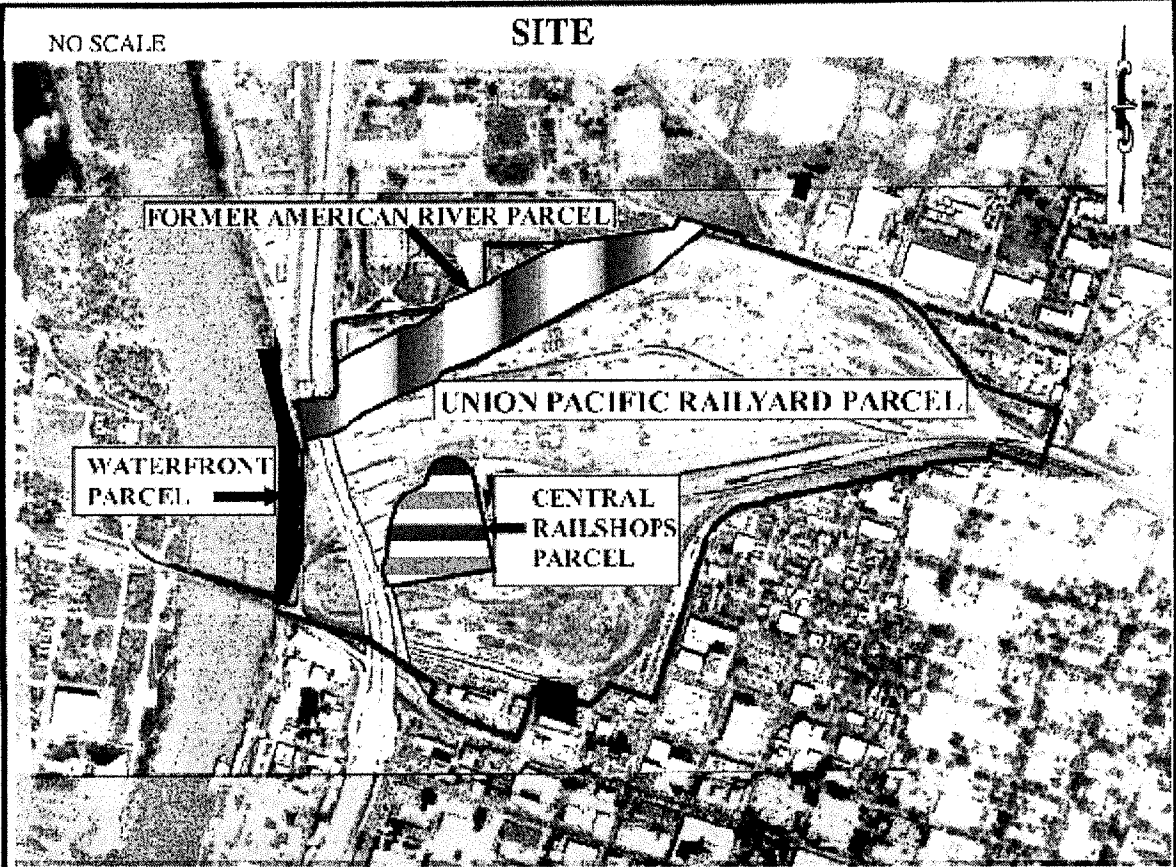 NO SCALE
SITE
FORMER AMERICAN RIVER PARCEL
UNION PACIFIC RAILYARD PARCEL
WATERFRONT
PARCEL
CENTRAL
RAILSHOPS
PARCEL